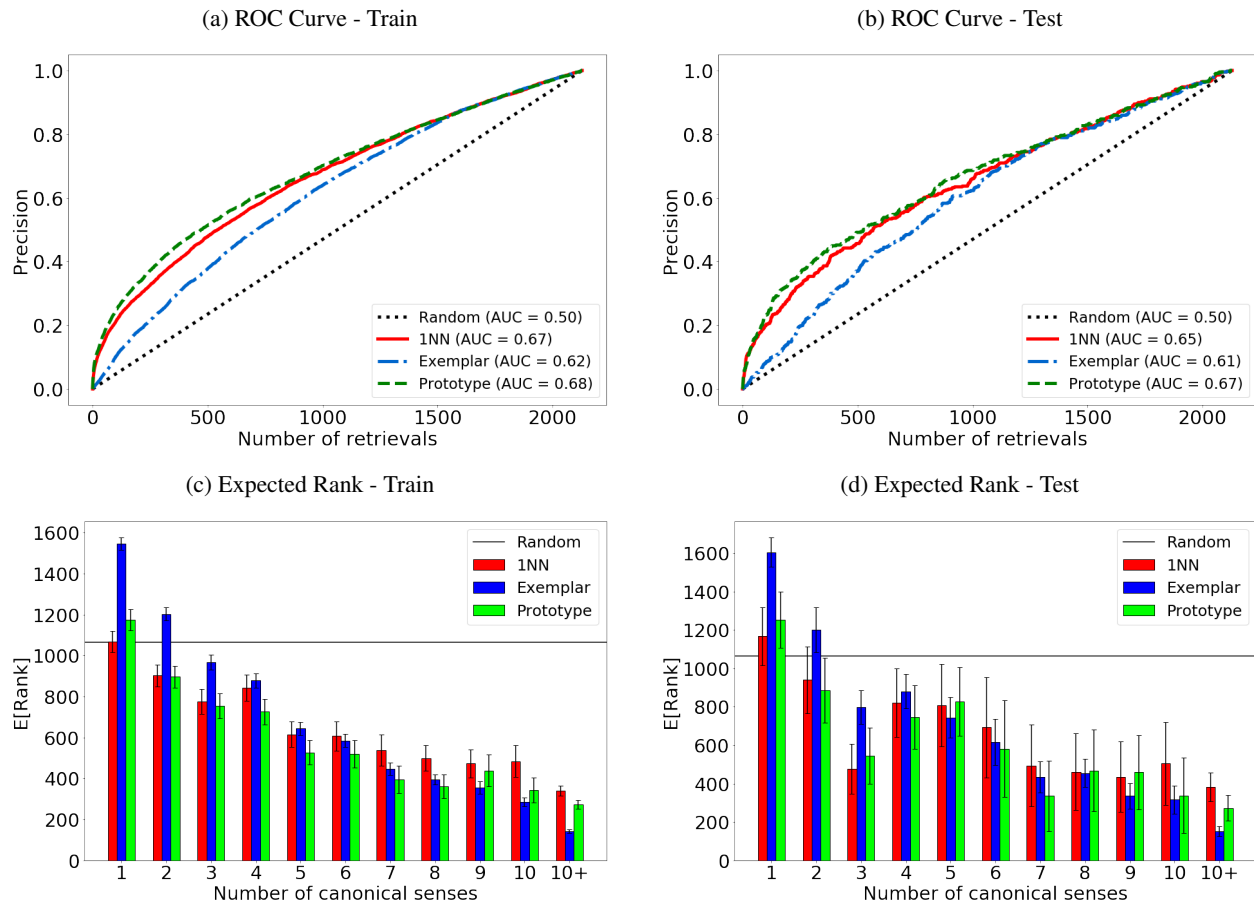 (a) ROC Curve - Train
1.0
0.8
0.6
0.4
0.2
0.0
Precision
0 500 1000 1500 2000
Number of retrievals
Random (AUC = 0.50)
1NN (AUC = 0.67)
Exemplar (AUC = 0.62)
Prototype (AUC = 0.68)
(b) ROC Curve - Test
1.0
0.8
0.6
0.4
0.2
0.0
Precision
0 500 1000 1500 2000
Number of retrievals
Random (AUC = 0.50)
1NN (AUC = 0.65)
Exemplar (AUC = 0.61)
Prototype (AUC = 0.67)
(c) Expected Rank - Train
1600
1400
1200
1000
800
600
400
200
0
E[Rank]
1 2 3 4 5 6 7 8 9 10 10+
Number of canonical senses
Random
1NN
Exemplar
Prototype
(d) Expected Rank - Test
1600
1400
1200
1000
800
600
400
200
0
E[Rank]
1 2 3 4 5 6 7 8 9 10 10+
Number of canonical senses
Random
1NN
Exemplar
Prototype